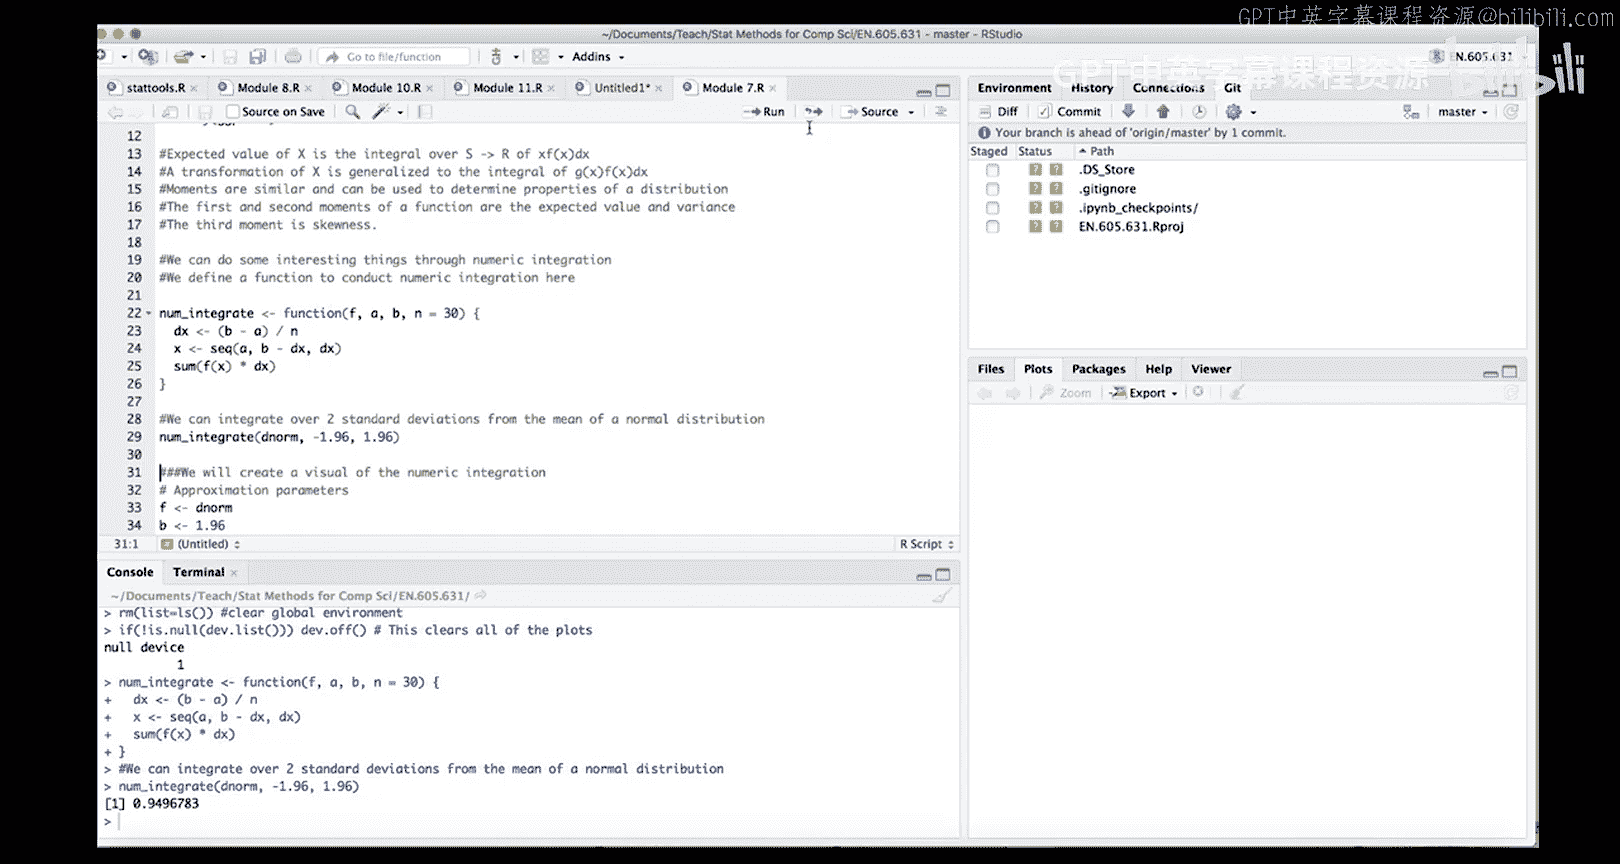 GPT中英字幕课程资源@bilibili.com
~/Documents/Teach/Stat Methods for Comp Sci/EN.605.631 - master - RStudio
Go to file/function
Addins
EN.605.631
GPT中英字幕课程资源
bilibili
stattools.R
Module 8.R
Module 10.R
Module 11.R
Untitled1*
Module 7.R
Source on Save
Run
Source
12
13 #Expected value of X is the integral over S -> R of xf(x)dx
14 #A transformation of X is generalized to the integral of g(x)f(x)dx
15 #Moments are similar and can be used to determine properties of a distribution
16 #The first and second moments of a function are the expected value and variance
17 #The third moment is skewness.
18
19 #We can do some interesting things through numeric integration
20 #We define a function to conduct numeric integration here
21
22 num_integrate <- function(f, a, b, n = 30) {
23 dx <- (b - a) / n
24 x <- seq(a, b - dx, dx)
25 sum(f(x) * dx)
26 }
27
28 #We can integrate over 2 standard deviations from the mean of a normal distribution
29 num_integrate(dnorm, -1.96, 1.96)
30
31 ###We will create a visual of the numeric integration
32 # Approximation parameters
33 f <- dnorm
34 b <- 1.96
31:1
(Untitled)
R Script
Console
Terminal
~/Documents/Teach/Stat Methods for Comp Sci/EN.605.631/
> rm(list=ls()) #clear global environment
> if(!is.null(dev.list())) dev.off() # This clears all of the plots
null device
1
> num_integrate <- function(f, a, b, n = 30) {
+ dx <- (b - a) / n
+ x <- seq(a, b - dx, dx)
+ sum(f(x) * dx)
+ }
> #We can integrate over 2 standard deviations from the mean of a normal distribution
> num_integrate(dnorm, -1.96, 1.96)
[1] 0.9496783
>
Environment
History
Connections
Git
Diff
Commit
master
Your branch is ahead of 'origin/master' by 1 commit.
Staged
Status
Path
.DS_Store
.gitignore
.ipynb_checkpoints/
EN.605.631.Rproj
Files
Plots
Packages
Help
Viewer
Zoom
Export